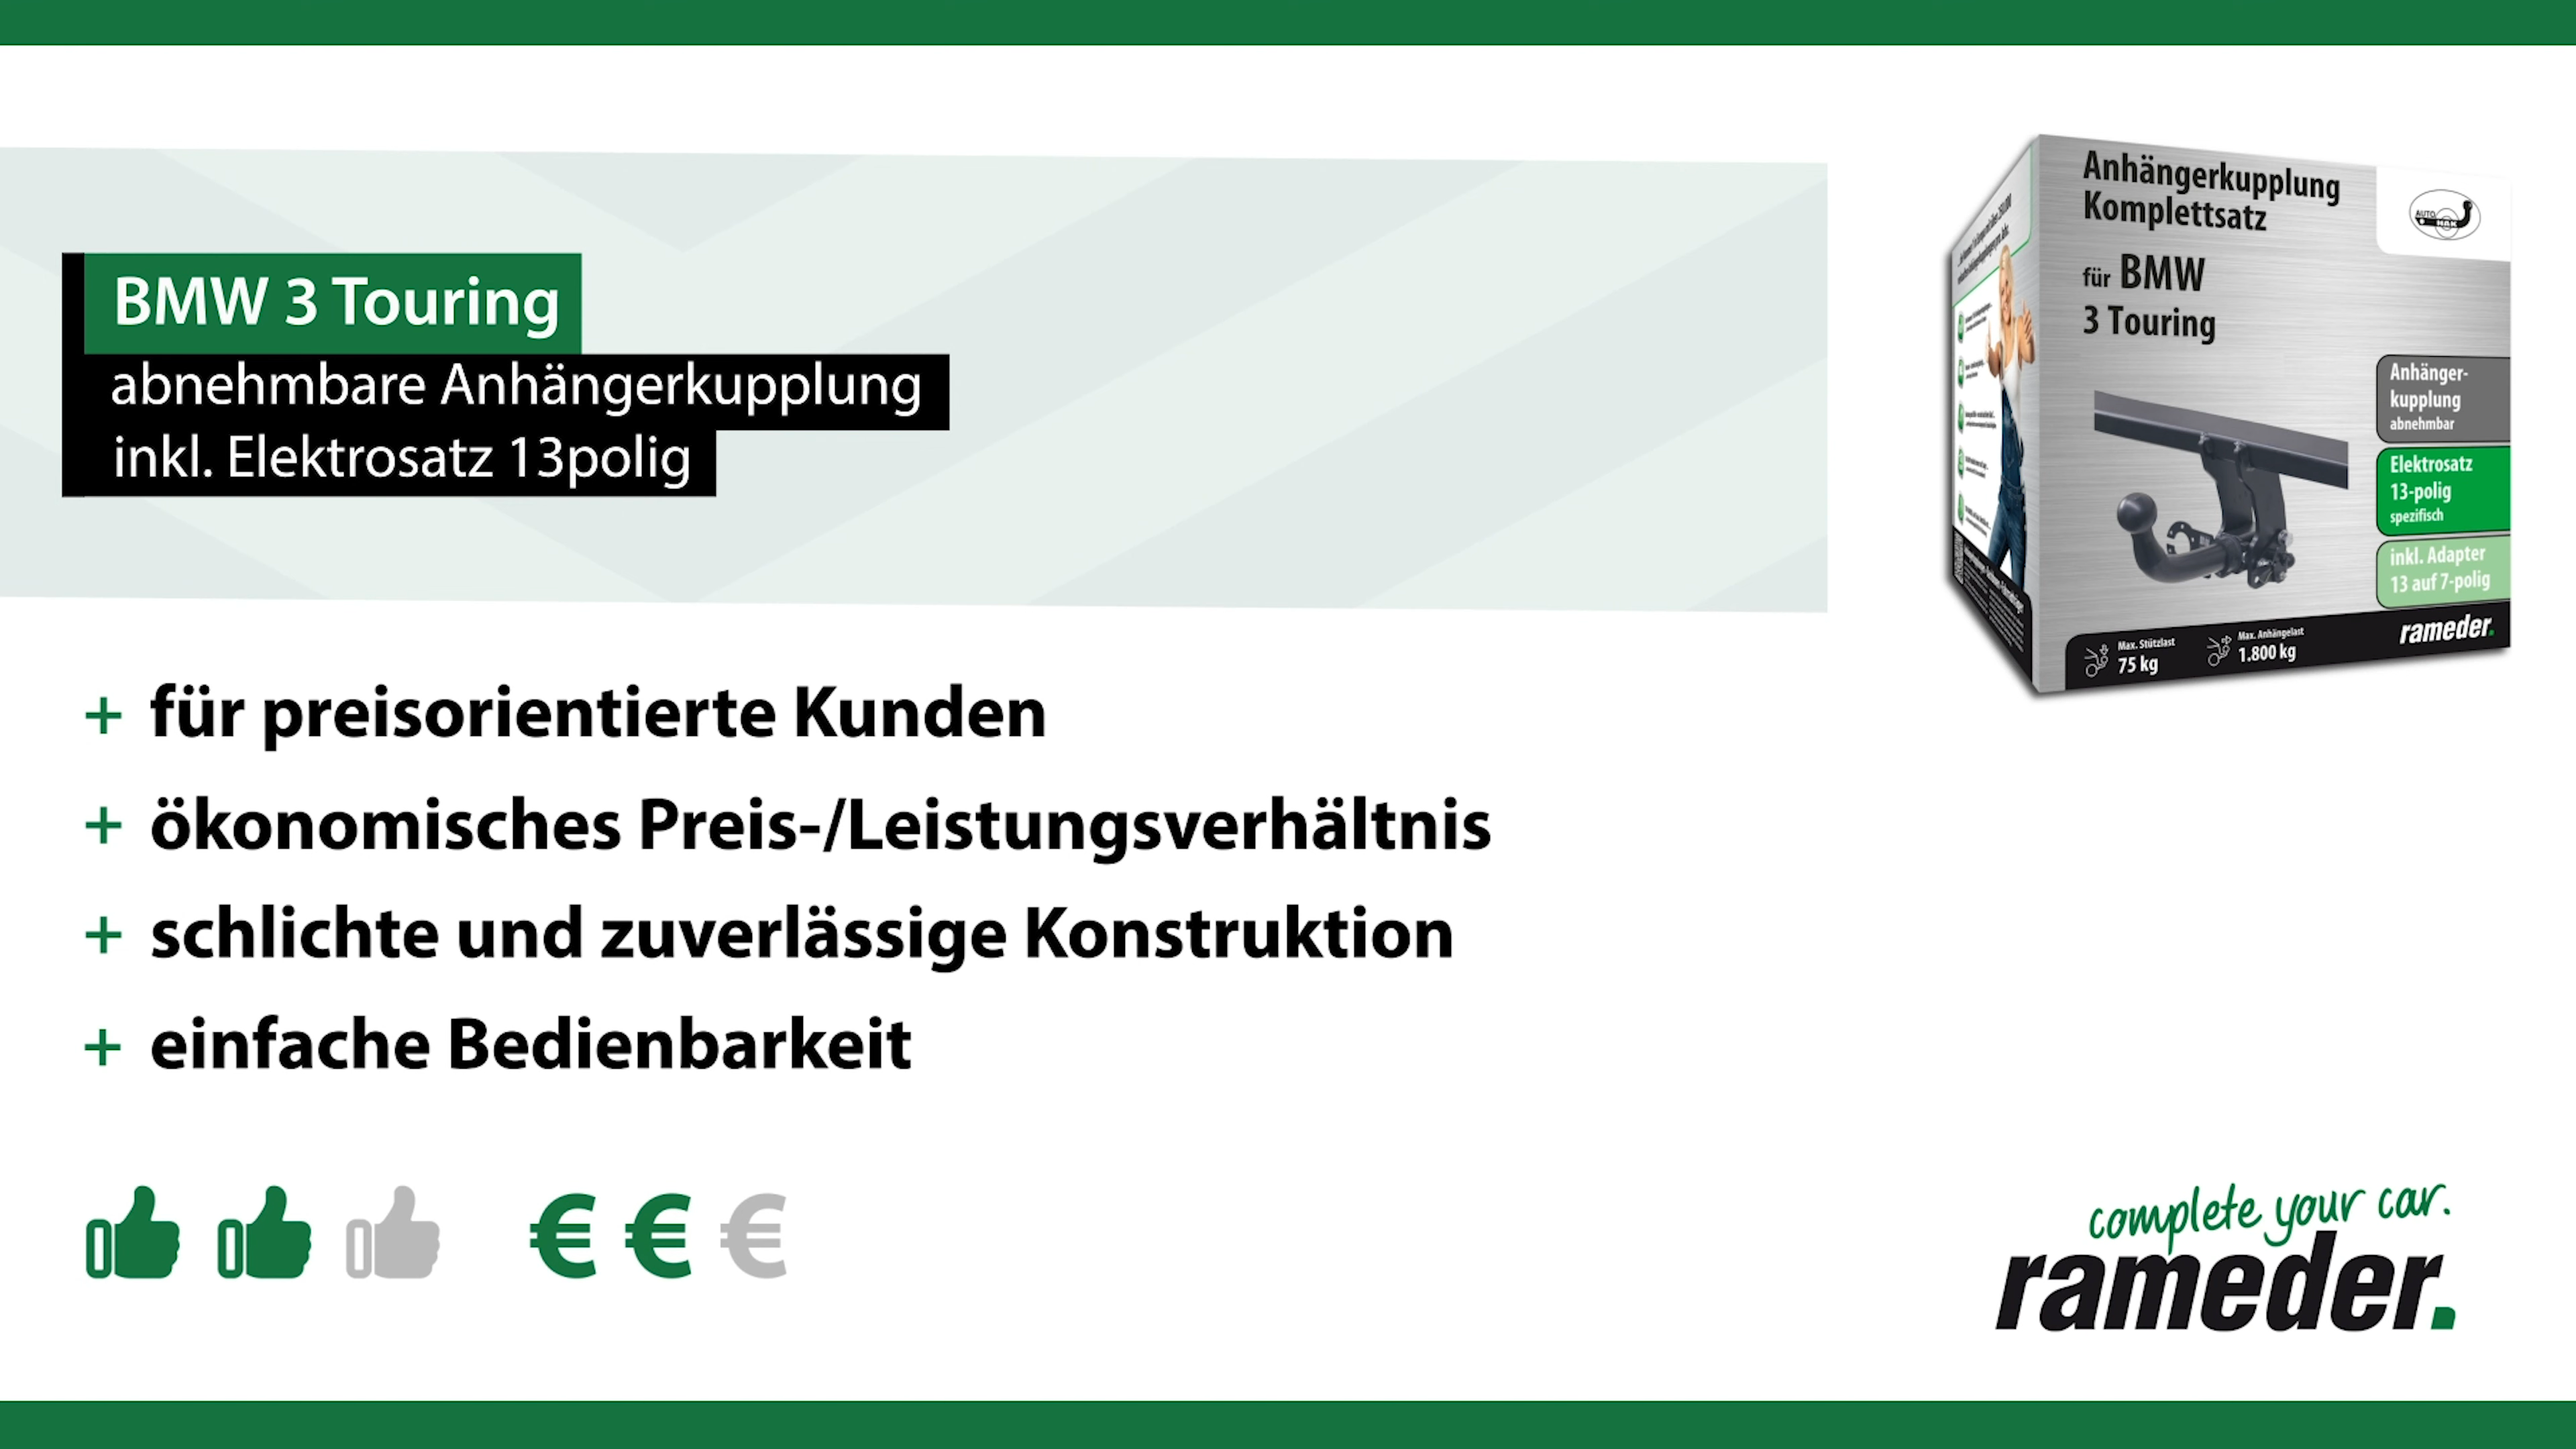 BMW 3 Touring
abnehmbare Anhängerkupplung
inkl. Elektrosatz 13polig
Anhängerkupplung
Komplettsatz
für BMW
3 Touring
AUTO
HAK
Anhänger-
kupplung
abnehmbar
Elektrosatz
13-polig
spezifisch
inkl. Adapter
13 auf 7-polig
Max. Stützlast
75 kg
Max. Anhängelast
1.800 kg
rameder.
+ für preisorientierte Kunden
+ ökonomisches Preis-/Leistungsverhältnis
+ schlichte und zuverlässige Konstruktion
+ einfache Bedienbarkeit
€ € €
complete your car.
rameder.